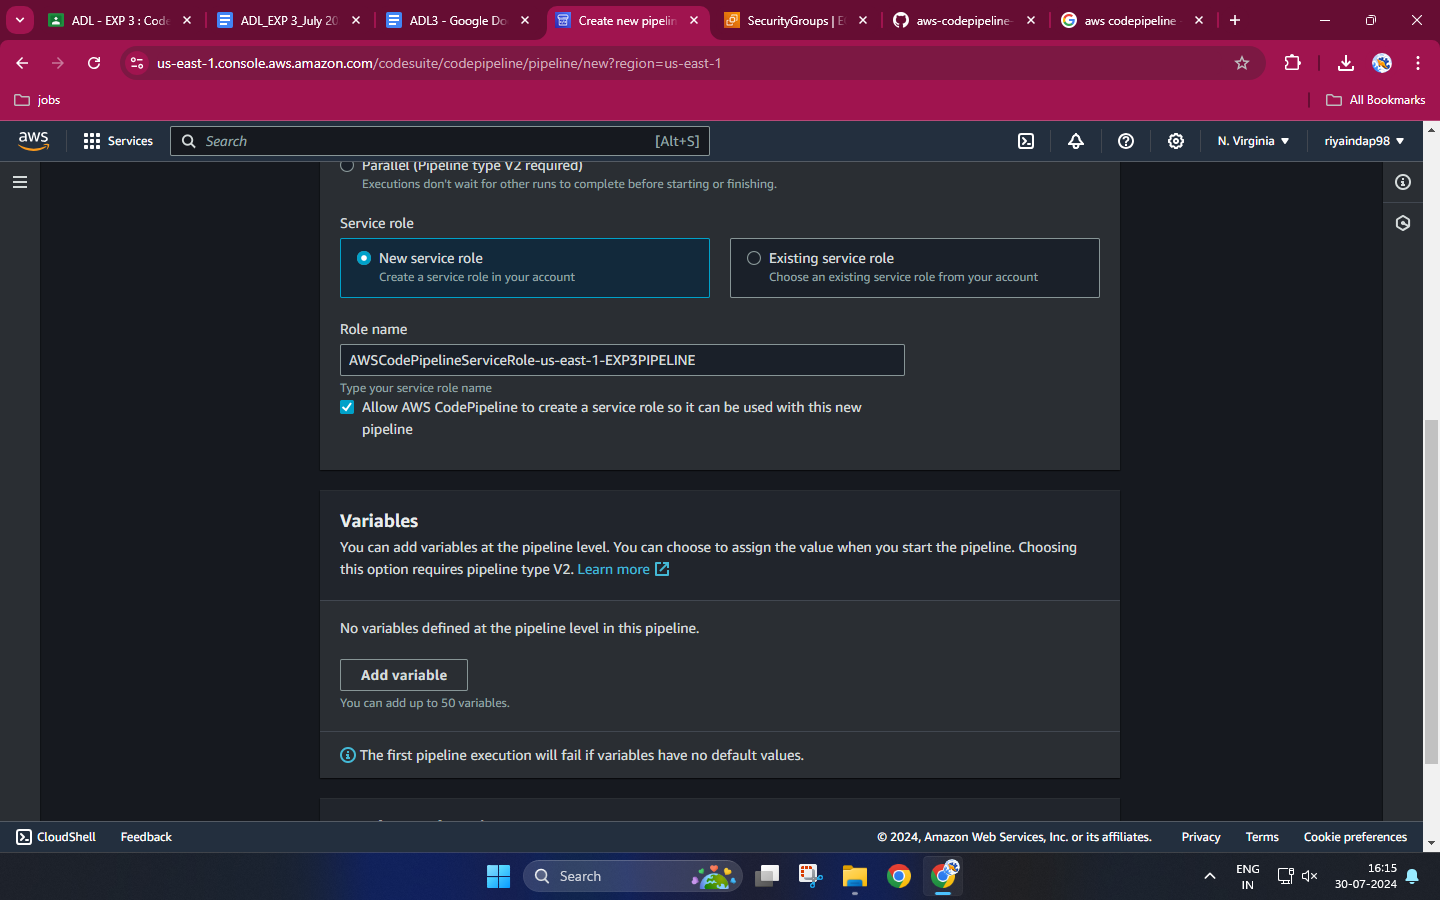 ADL - EXP 3 : Code
ADL_EXP 3_July 20
ADL3 - Google Do
Create new pipelin
SecurityGroups | E
aws-codepipeline-
aws codepipeline
us-east-1.console.aws.amazon.com/codesuite/codepipeline/pipeline/new?region=us-east-1
jobs
All Bookmarks
aws
Services
Search
[Alt+S]
N. Virginia
riyaindap98
Parallel (Pipeline type V2 required)
Executions don't wait for other runs to complete before starting or finishing.
Service role
New service role
Create a service role in your account
Existing service role
Choose an existing service role from your account
Role name
AWSCodePipelineServiceRole-us-east-1-EXP3PIPELINE
Type your service role name
Allow AWS CodePipeline to create a service role so it can be used with this new
pipeline
Variables
You can add variables at the pipeline level. You can choose to assign the value when you start the pipeline. Choosing
this option requires pipeline type V2. Learn more
No variables defined at the pipeline level in this pipeline.
Add variable
You can add up to 50 variables.
The first pipeline execution will fail if variables have no default values.
CloudShell
Feedback
© 2024, Amazon Web Services, Inc. or its affiliates.
Privacy
Terms
Cookie preferences
Search
ENG
IN
16:15
30-07-2024